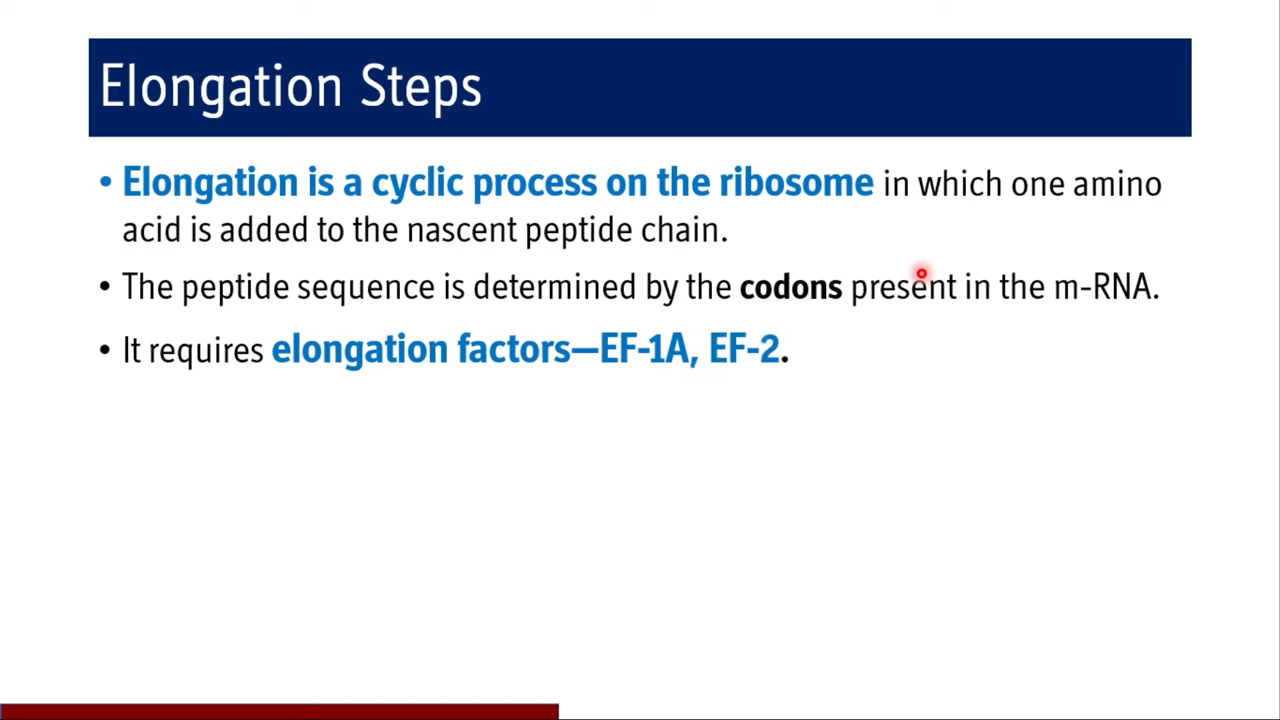 Elongation Steps
• Elongation is a cyclic process on the ribosome in which one amino
acid is added to the nascent peptide chain.
• The peptide sequence is determined by the codons present in the m-RNA.
• It requires elongation factors—EF-1A, EF-2.